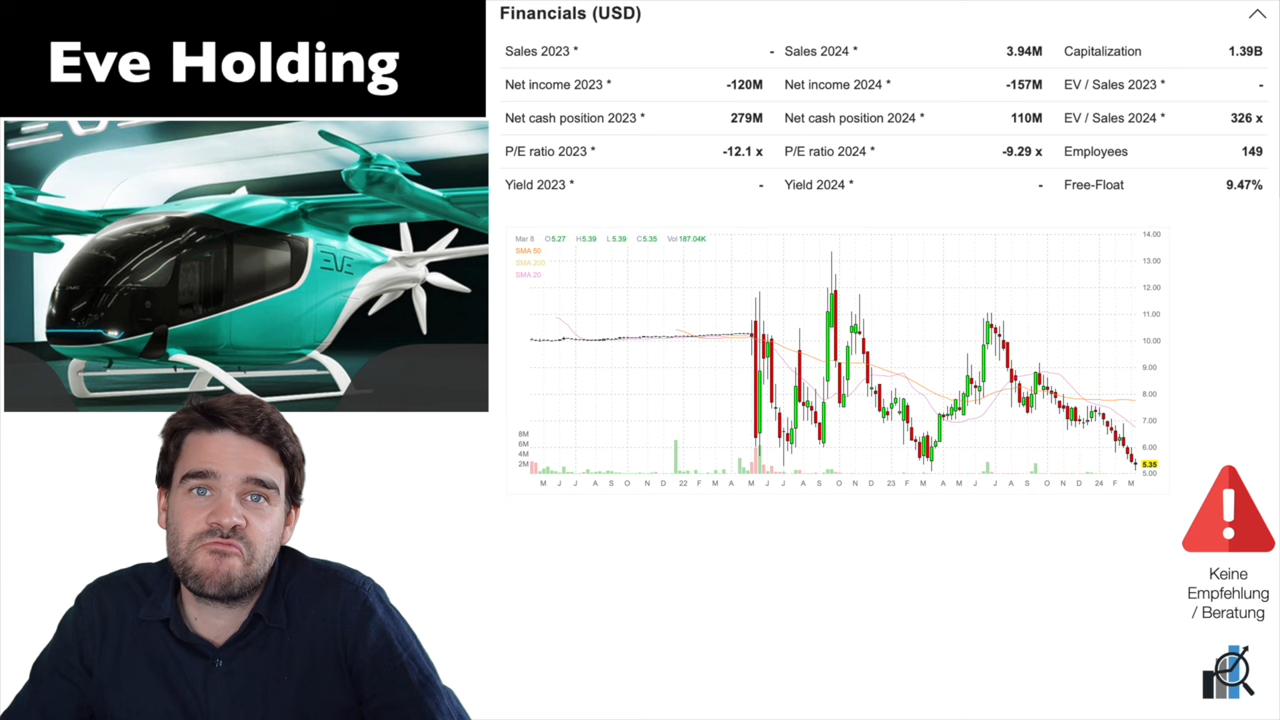 Eve Holding
EVE
Financials (USD)
Sales 2023 * - Sales 2024 * 3.94M Capitalization 1.39B
Net income 2023 * -120M Net income 2024 * -157M EV / Sales 2023 * -
Net cash position 2023 * 279M Net cash position 2024 * 110M EV / Sales 2024 * 326 x
P/E ratio 2023 * -12.1 x P/E ratio 2024 * -9.29 x Employees 149
Yield 2023 * - Yield 2024 * - Free-Float 9.47%
Mar 8 O5.27 H5.39 L5.39 C5.35 Vol187.04K
SMA 50
SMA 200
SMA 20
14.00
13.00
12.00
11.00
10.00
9.00
8.00
7.00
6.00
5.35
5.00
8M
6M
4M
2M
M J J A S O N D 22 F M A M J J A S O N D 23 F M A M J J A S O N D 24 F M
Keine
Empfehlung
/ Beratung